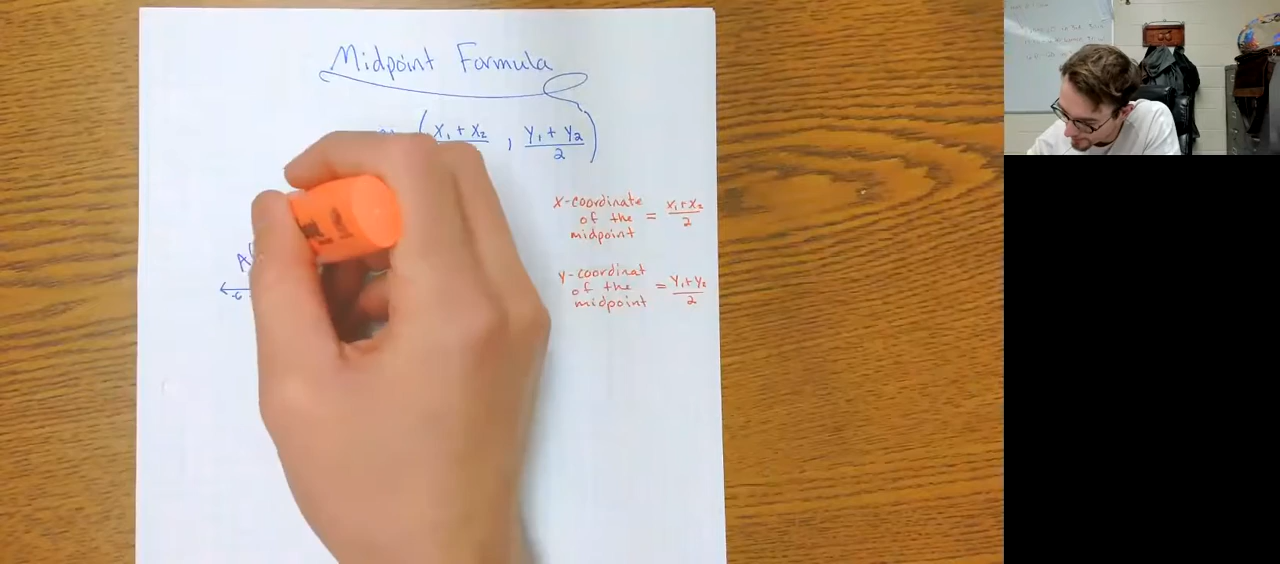 Midpoint Formula
( X₁ + X₂ , Y₁ + Y₂ / 2 )
x-coordinate
of the = X₁+X₂ / 2
midpoint
y-coordinat
of the = Y₁+Y₂ / 2
midpoint
A(
-6